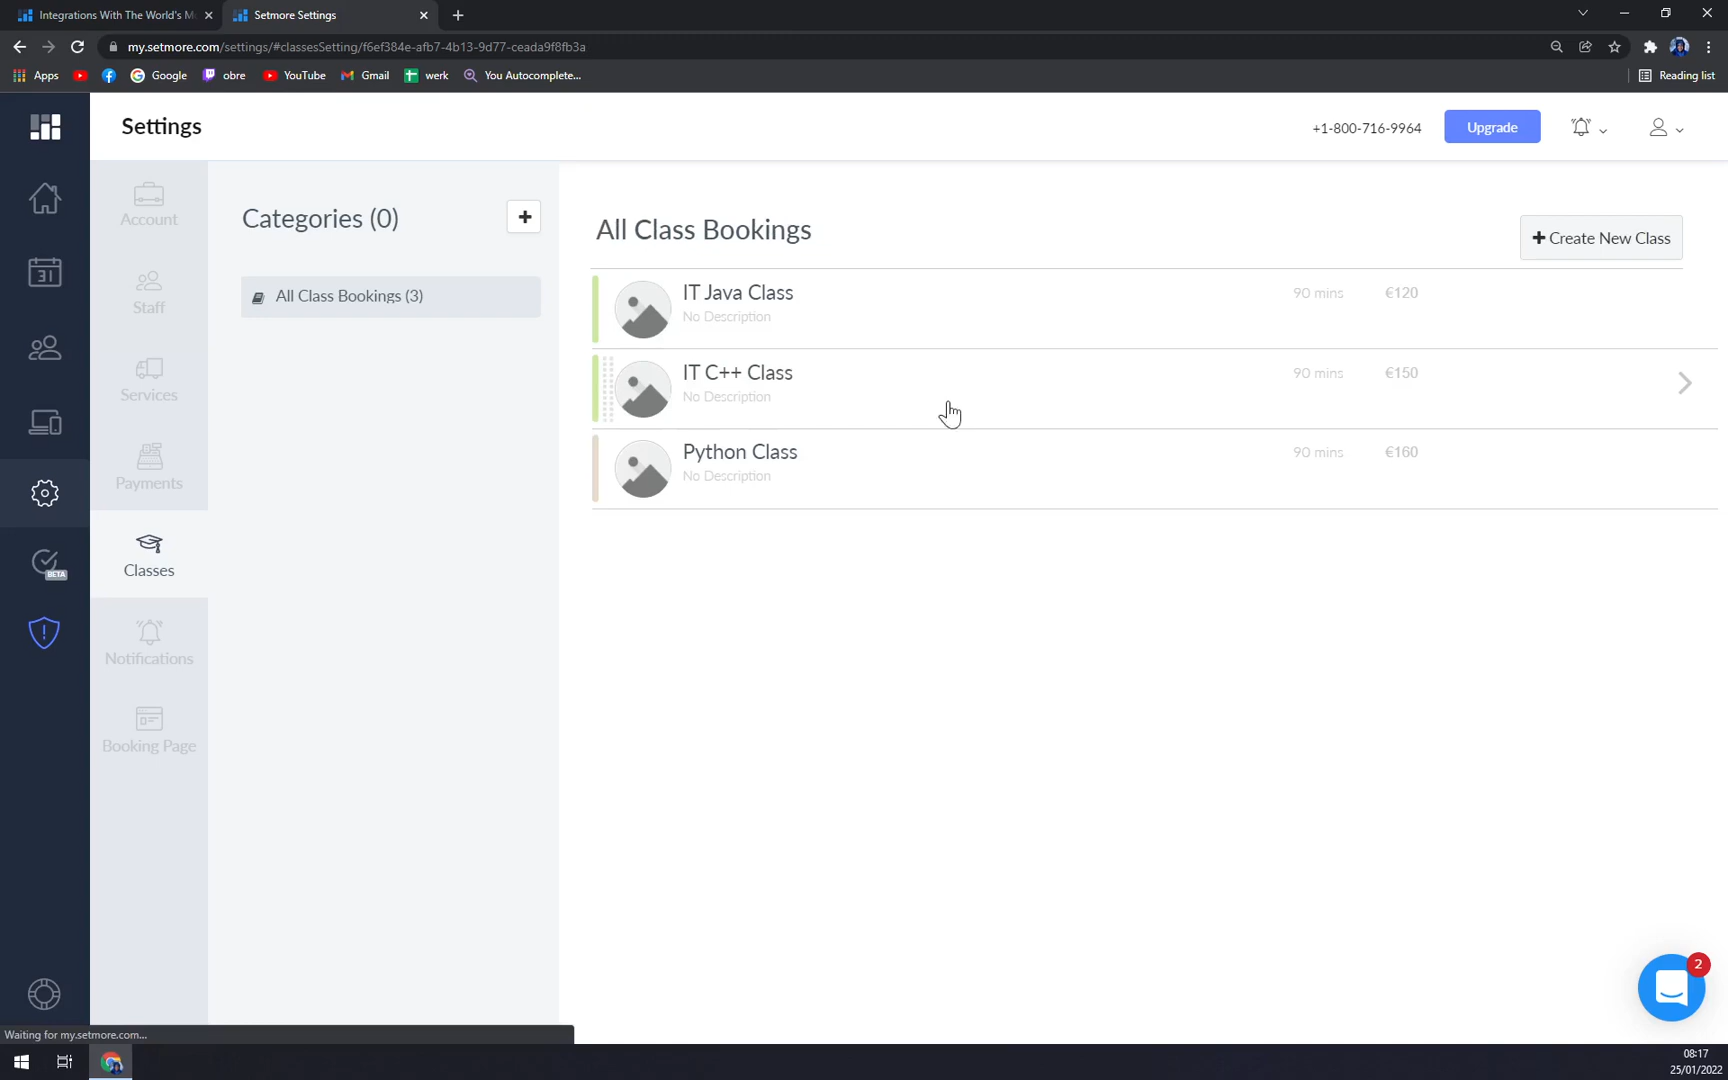 Integrations With The World's M
Setmore Settings
my.setmore.com/settings/#classesSetting/f6ef384e-afb7-4b13-9d77-ceada9f8fb3a
Apps
Google
obre
YouTube
Gmail
werk
You Autocomplete...
Reading list
Settings
+1-800-716-9964
Upgrade
Account
Staff
Services
Payments
Classes
Notifications
Booking Page
31
BETA
Categories (0)
+
All Class Bookings (3)
All Class Bookings
+ Create New Class
IT Java Class
No Description
90 mins
€120
IT C++ Class
No Description
90 mins
€150
Python Class
No Description
90 mins
€160
2
Waiting for my.setmore.com...
08:17
25/01/2022